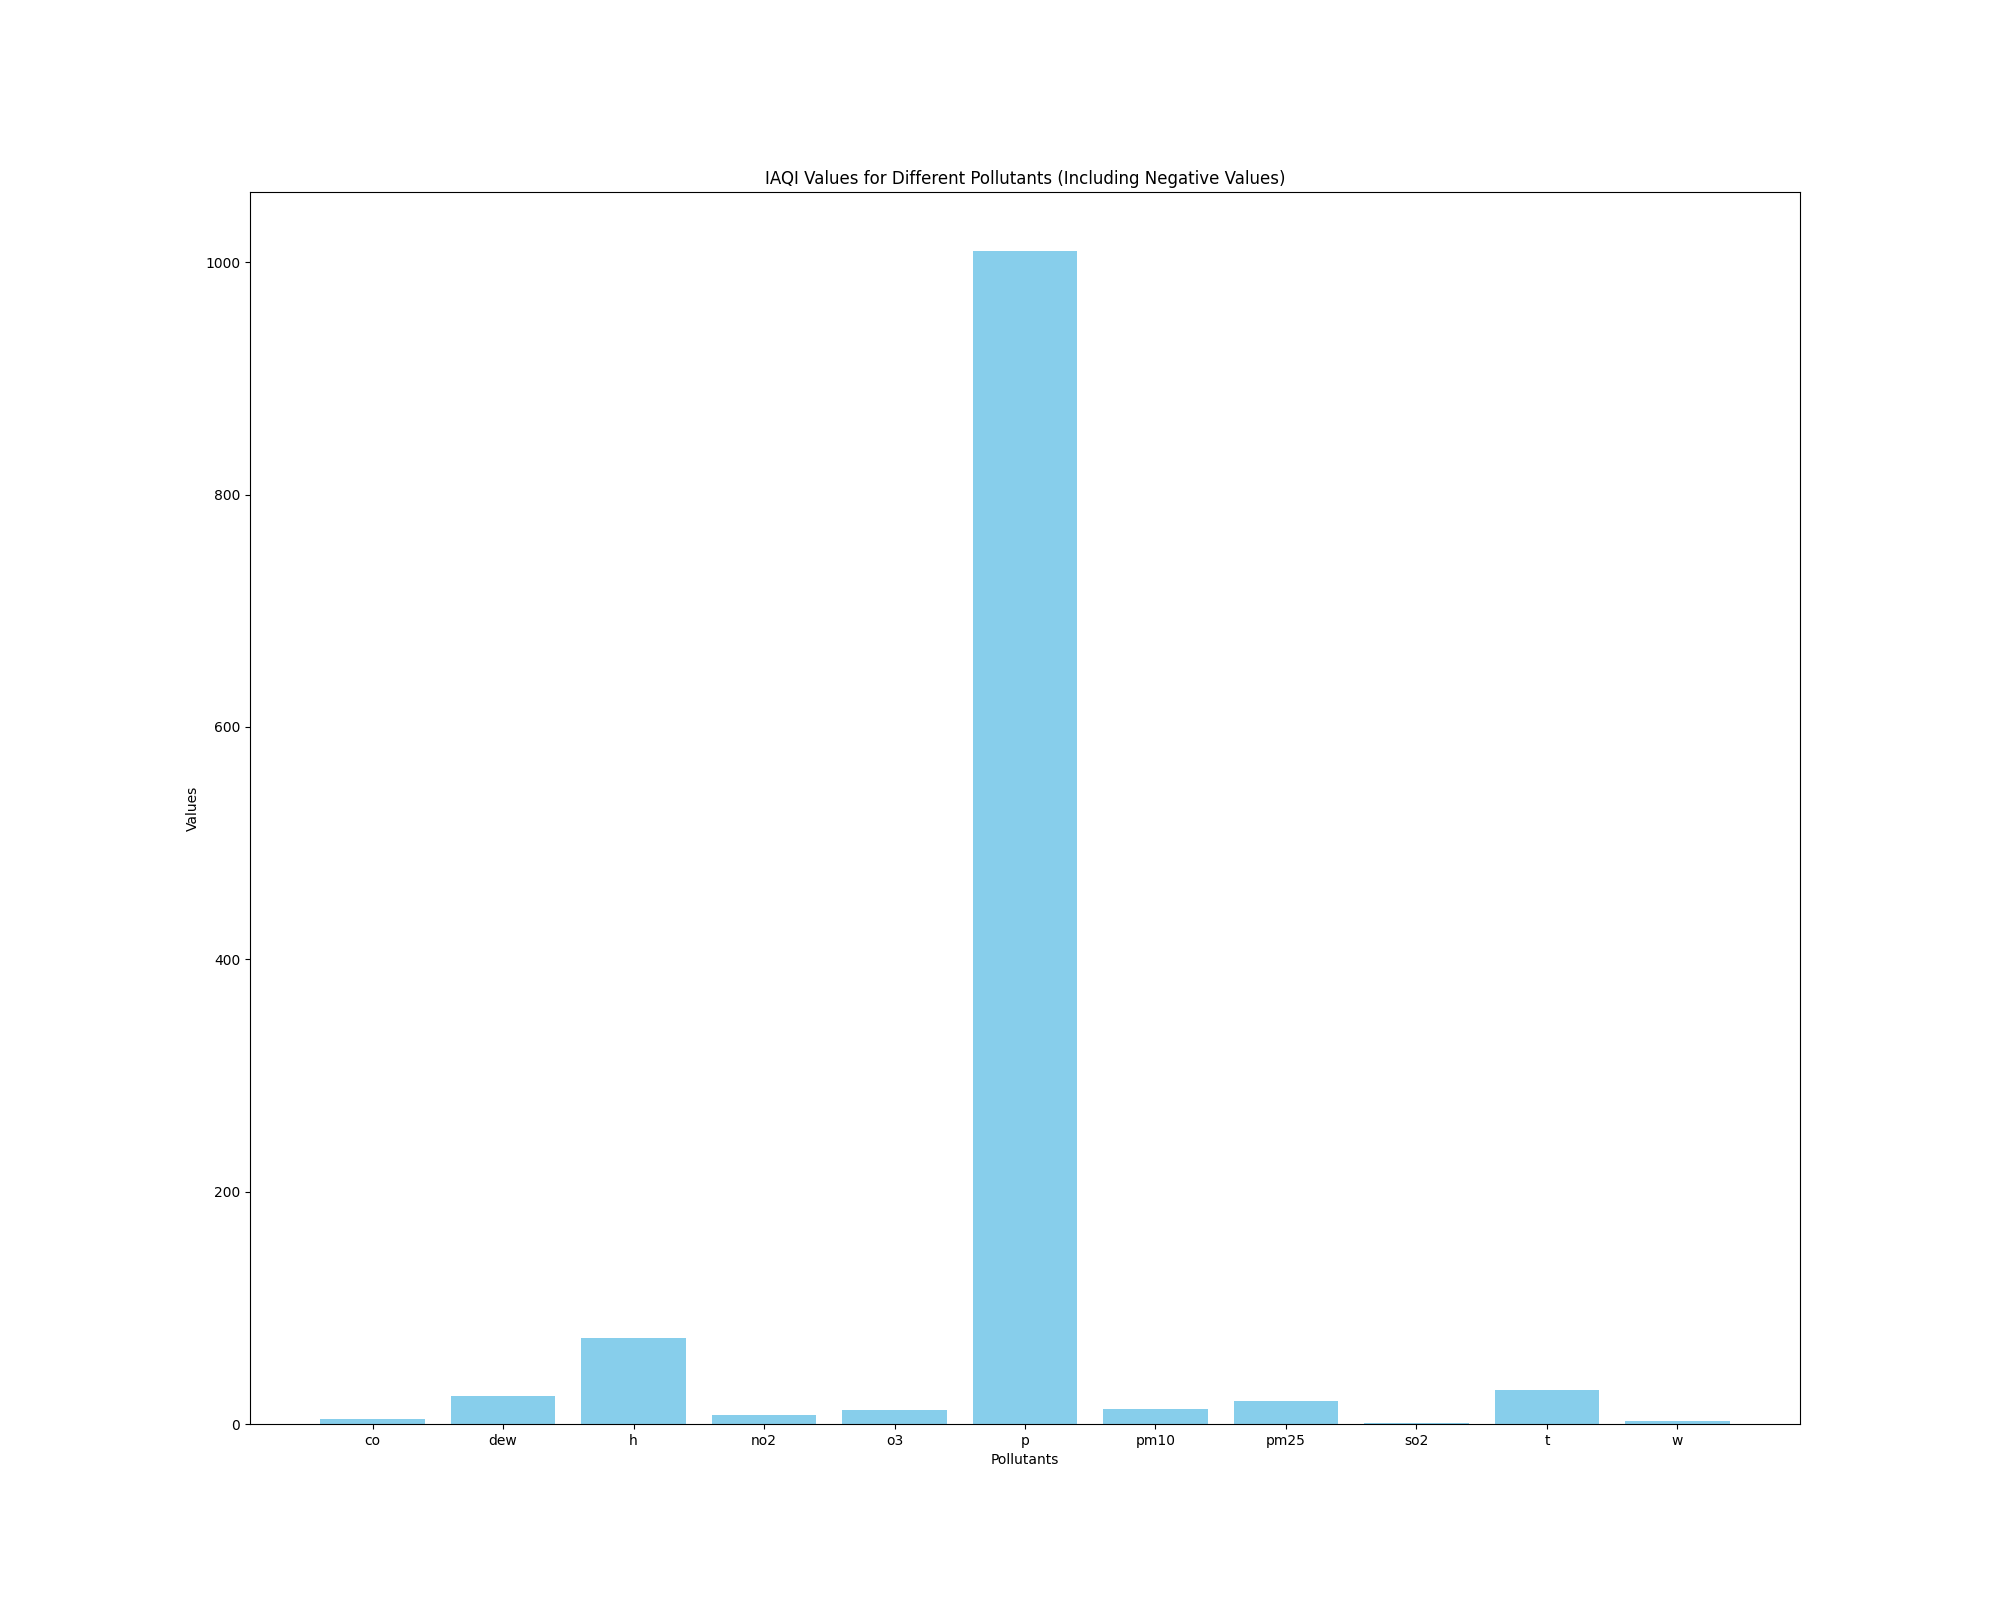 IAQI Values for Different Pollutants (Including Negative Values)
1000
800
600
400
200
0
Values
co dew h no2 o3 p pm10 pm25 so2 t w
Pollutants